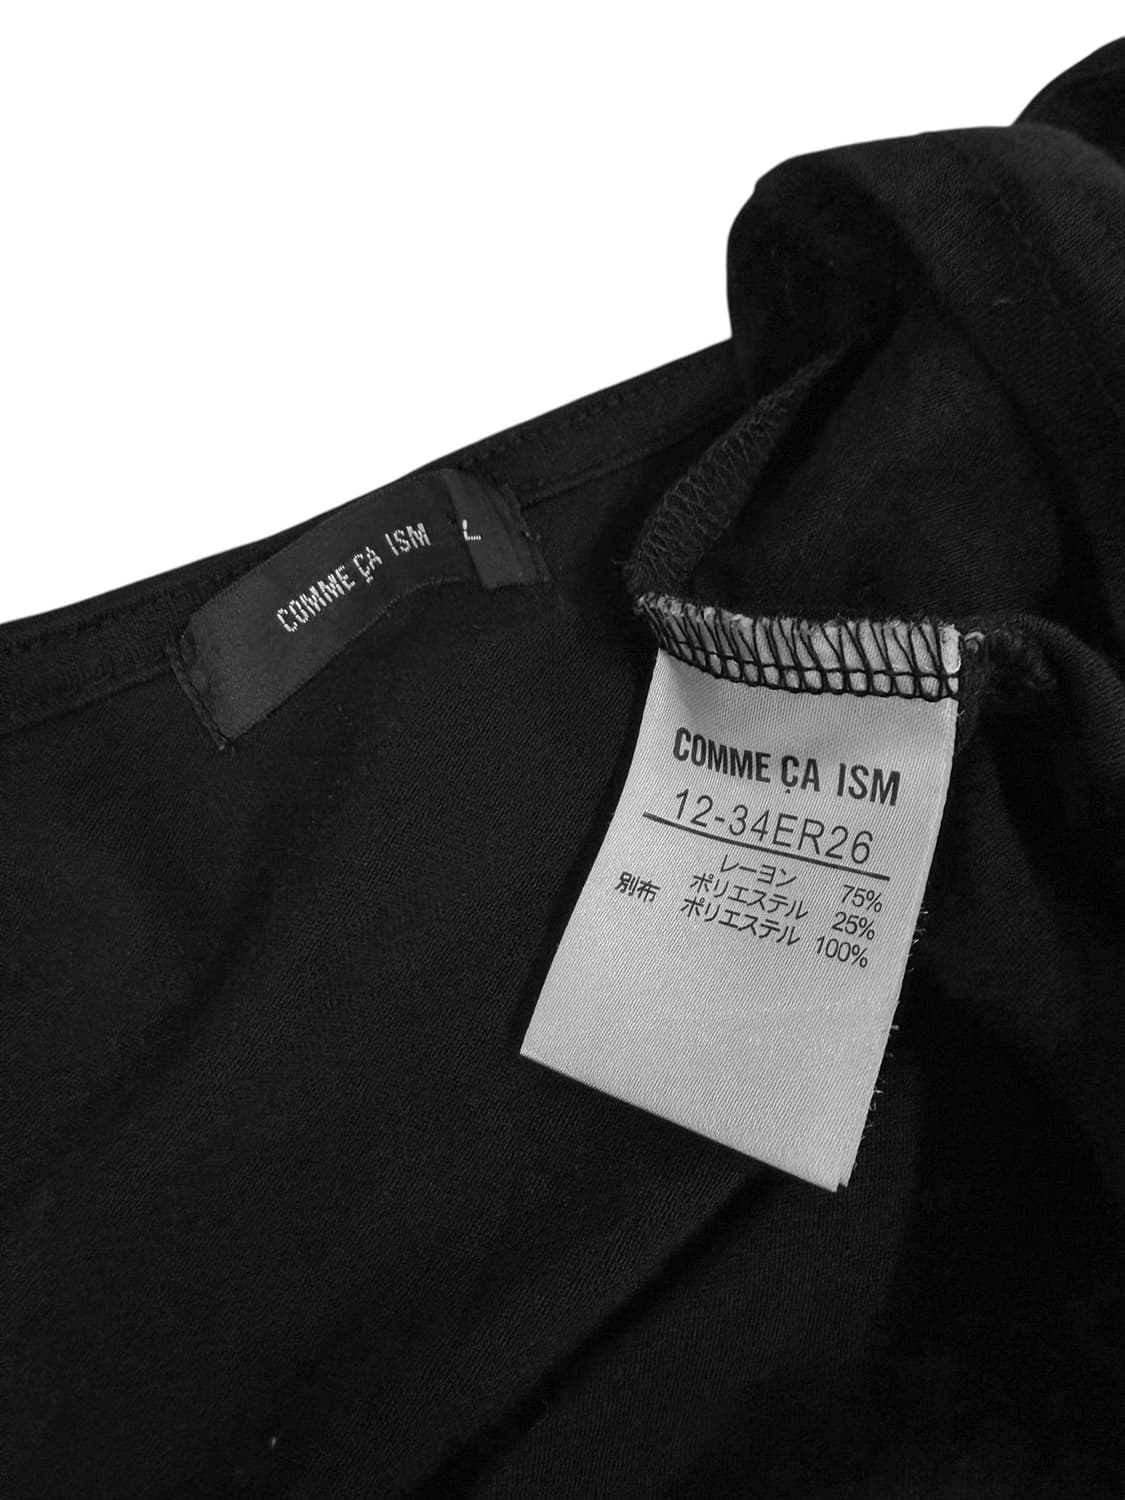 COMME ÇA ISM L
COMME ÇA ISM
12-34ER26
レーヨン 75%
ポリエステル 25%
別布 ポリエステル 100%